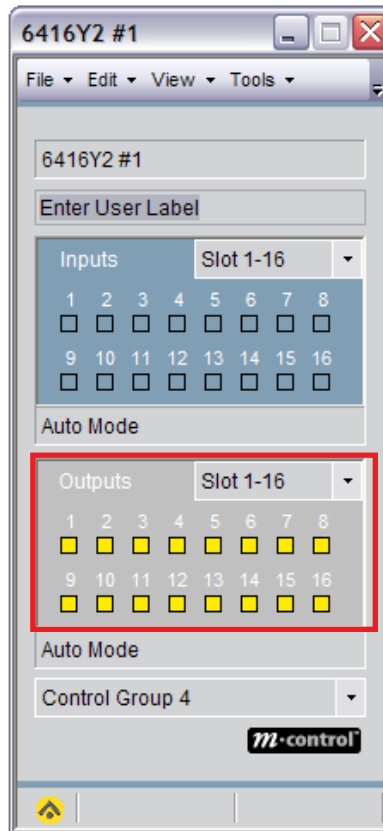 6416Y2 #1
File Edit View Tools
6416Y2 #1
Enter User Label
Inputs Slot 1-16
1 2 3 4 5 6 7 8
9 10 11 12 13 14 15 16
Auto Mode
Outputs Slot 1-16
1 2 3 4 5 6 7 8
9 10 11 12 13 14 15 16
Auto Mode
Control Group 4
m·control